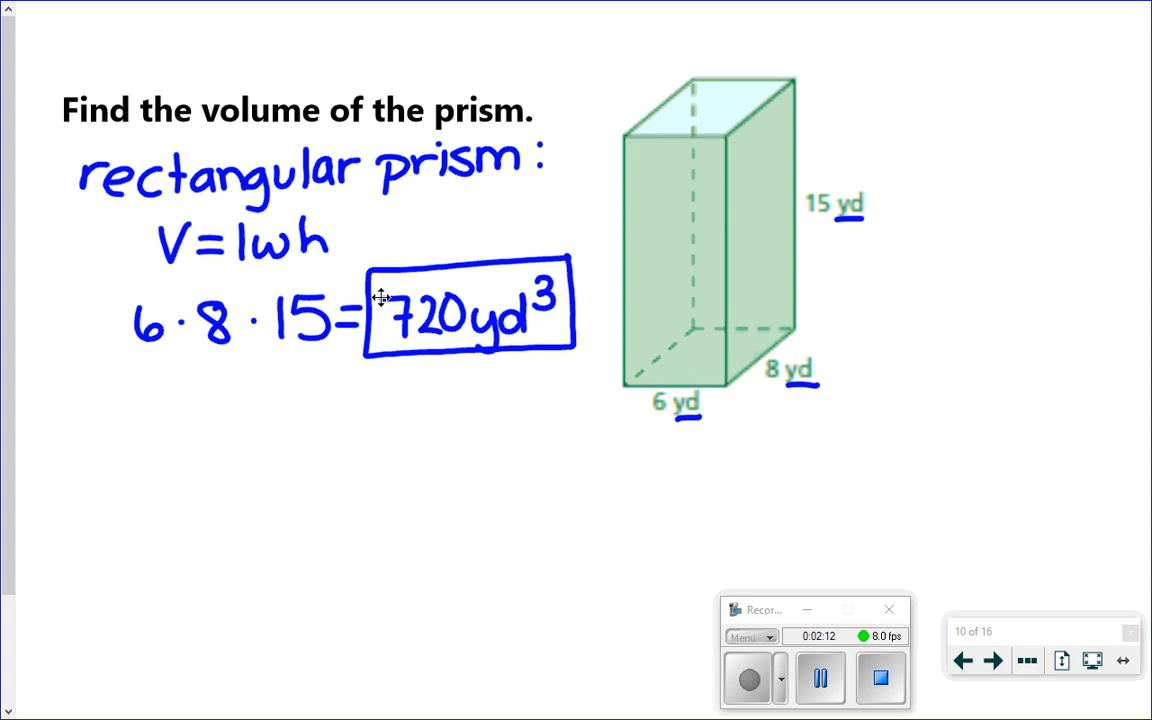 Find the volume of the prism.
rectangular prism:
V=lwh
6·8·15=720yd³
15 yd
8 yd
6 yd
Recor...
Menu
0:02:12
8.0 fps
10 of 16